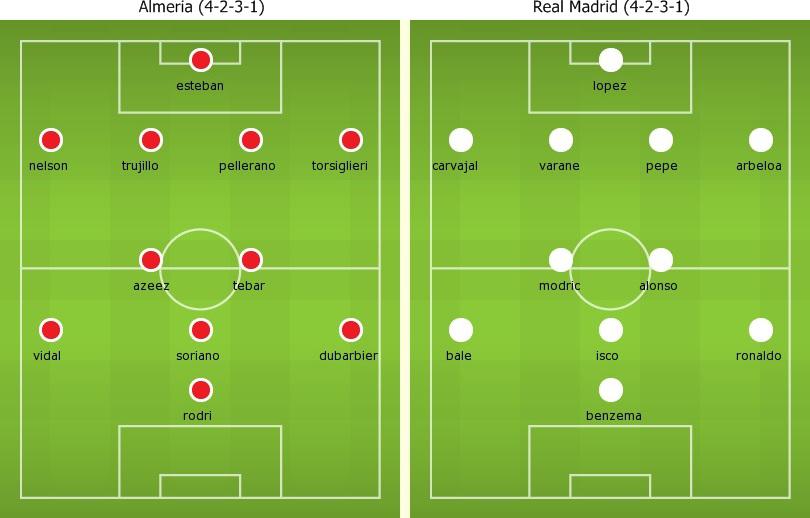 Almeria (4-2-3-1)
esteban
nelson trujillo pellerano torsiglieri
azeez tebar
vidal soriano dubarbier
rodri
Real Madrid (4-2-3-1)
lopez
carvajal varane pepe arbeloa
modric alonso
bale isco ronaldo
benzema